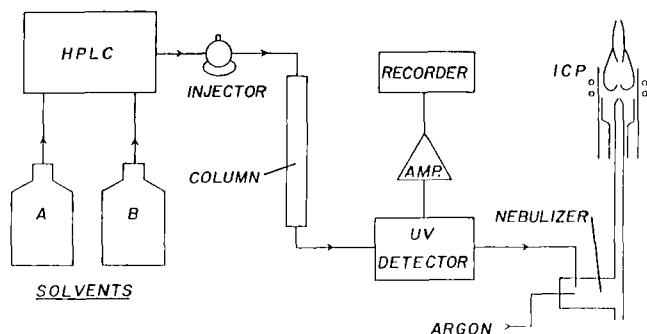 HPLC
INJECTOR
RECORDER
ICP
COLUMN
AMP.
A
B
UV
DETECTOR
NEBULIZER
SOLVENTS
ARGON